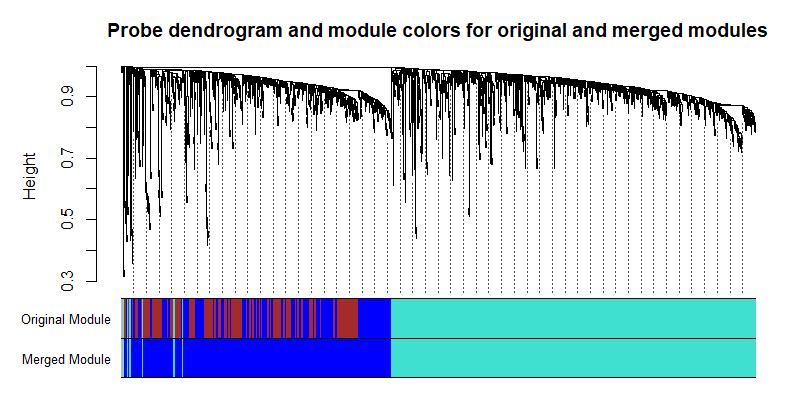 Probe dendrogram and module colors for original and merged modules
Height
0.9
0.7
0.5
0.3
Original Module
Merged Module